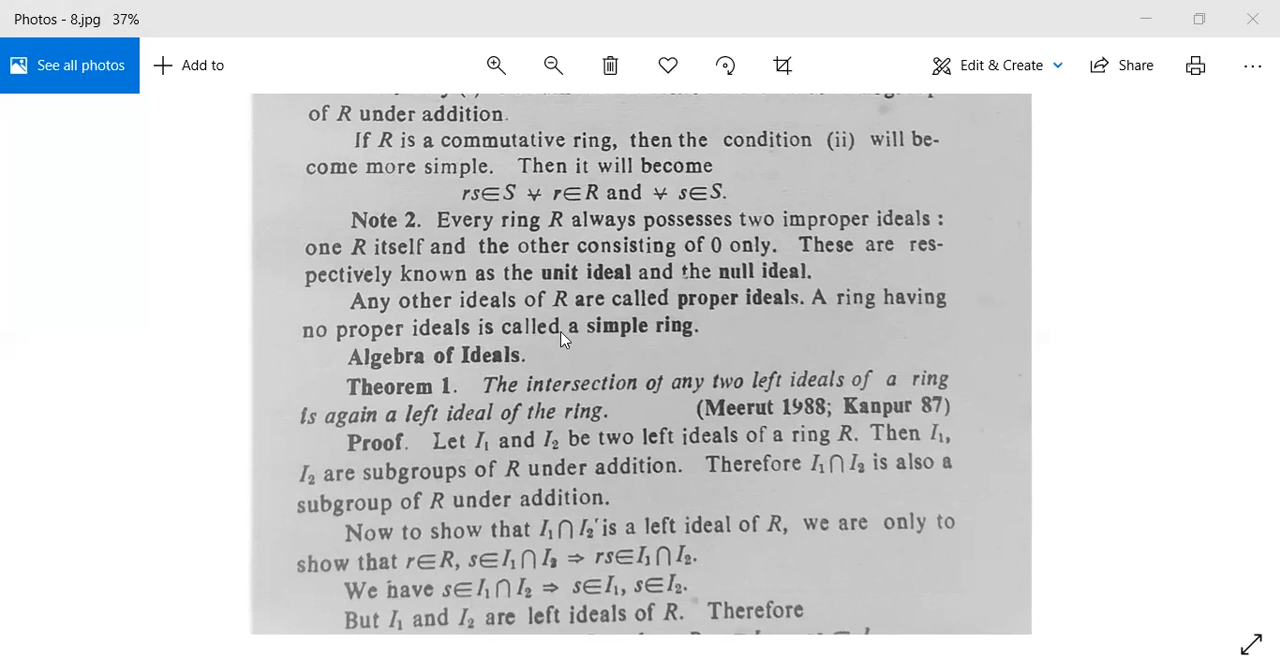 Photos - 8.jpg 37%
See all photos
Add to
Edit & Create
Share
of R under addition.
If R is a commutative ring, then the condition (ii) will be-
come more simple. Then it will become
rs∈S ∀ r∈R and ∀ s∈S.
Note 2. Every ring R always possesses two improper ideals :
one R itself and the other consisting of 0 only. These are res-
pectively known as the unit ideal and the null ideal.
Any other ideals of R are called proper ideals. A ring having
no proper ideals is called a simple ring.
Algebra of Ideals.
Theorem 1. The intersection of any two left ideals of a ring
is again a left ideal of the ring. (Meerut 1988; Kanpur 87)
Proof. Let I₁ and I₂ be two left ideals of a ring R. Then I₁,
I₂ are subgroups of R under addition. Therefore I₁∩I₂ is also a
subgroup of R under addition.
Now to show that I₁∩I₂ is a left ideal of R, we are only to
show that r∈R, s∈I₁∩I₂ ⇒ rs∈I₁∩I₂.
We have s∈I₁∩I₂ ⇒ s∈I₁, s∈I₂.
But I₁ and I₂ are left ideals of R. Therefore